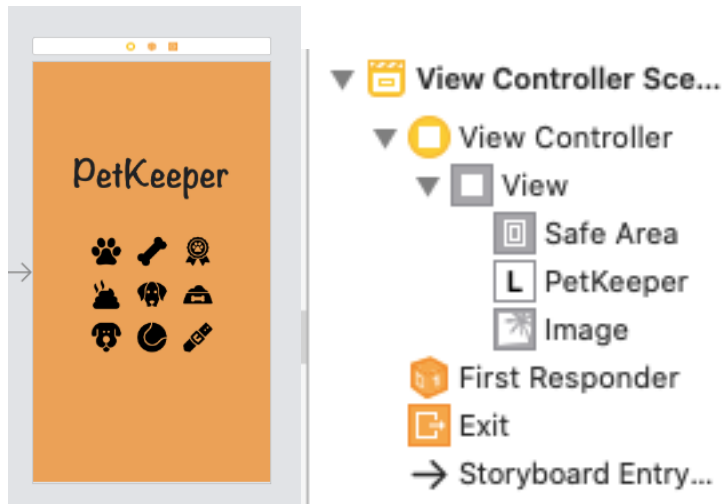 PetKeeper
View Controller Sce...
View Controller
View
Safe Area
L PetKeeper
Image
First Responder
Exit
Storyboard Entry...